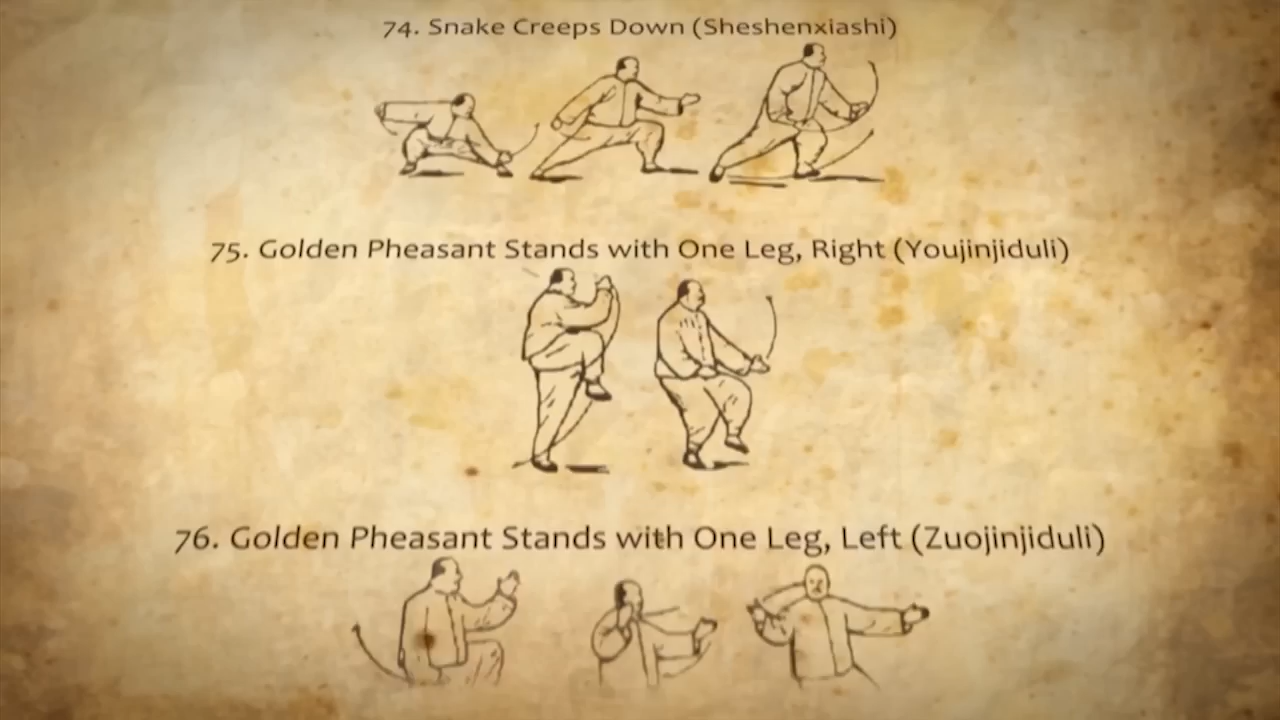 74. Snake Creeps Down (Sheshenxiashi)
75. Golden Pheasant Stands with One Leg, Right (Youjinjiduli)
76. Golden Pheasant Stands with One Leg, Left (Zuojinjiduli)